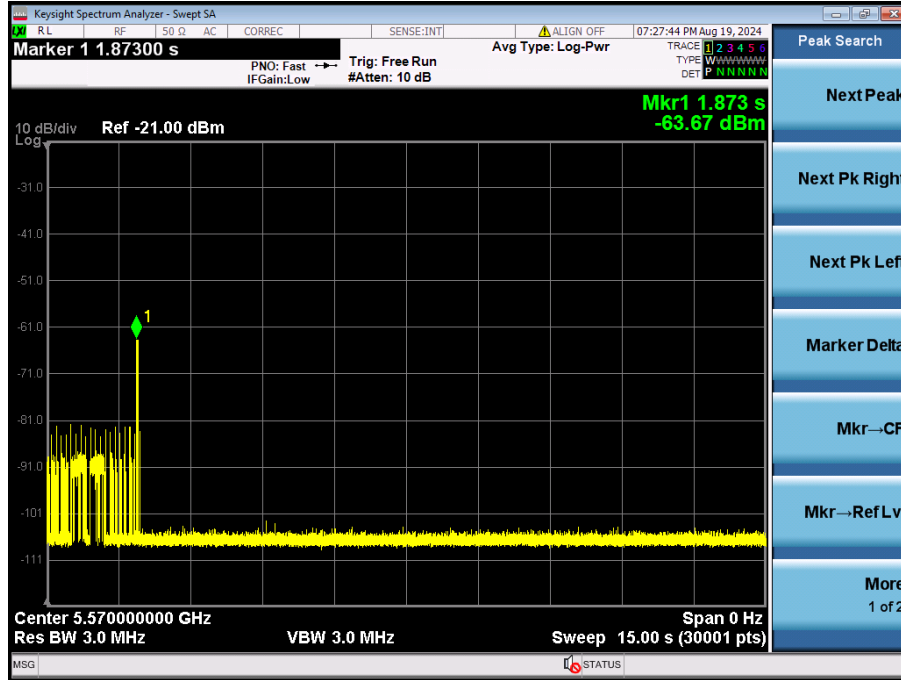 Keysight Spectrum Analyzer - Swept SA
LXI RL RF 50 Ω AC CORREC SENSE:INT ALIGN OFF 07:27:44 PM Aug 19, 2024
Marker 1 1.87300 s
PNO: Fast
IFGain:Low
Trig: Free Run
#Atten: 10 dB
Avg Type: Log-Pwr
TRACE 1 2 3 4 5 6
TYPE WWWWWW
DET P N N N N N
Mkr1 1.873 s
-63.67 dBm
10 dB/div Ref -21.00 dBm
Log
-31.0
-41.0
-51.0
-61.0
-71.0
-81.0
-91.0
-101
-111
1
Center 5.570000000 GHz Span 0 Hz
Res BW 3.0 MHz VBW 3.0 MHz Sweep 15.00 s (30001 pts)
MSG STATUS
Peak Search
Next Peak
Next Pk Right
Next Pk Left
Marker Delta
Mkr→CF
Mkr→Ref Lv
More
1 of 2